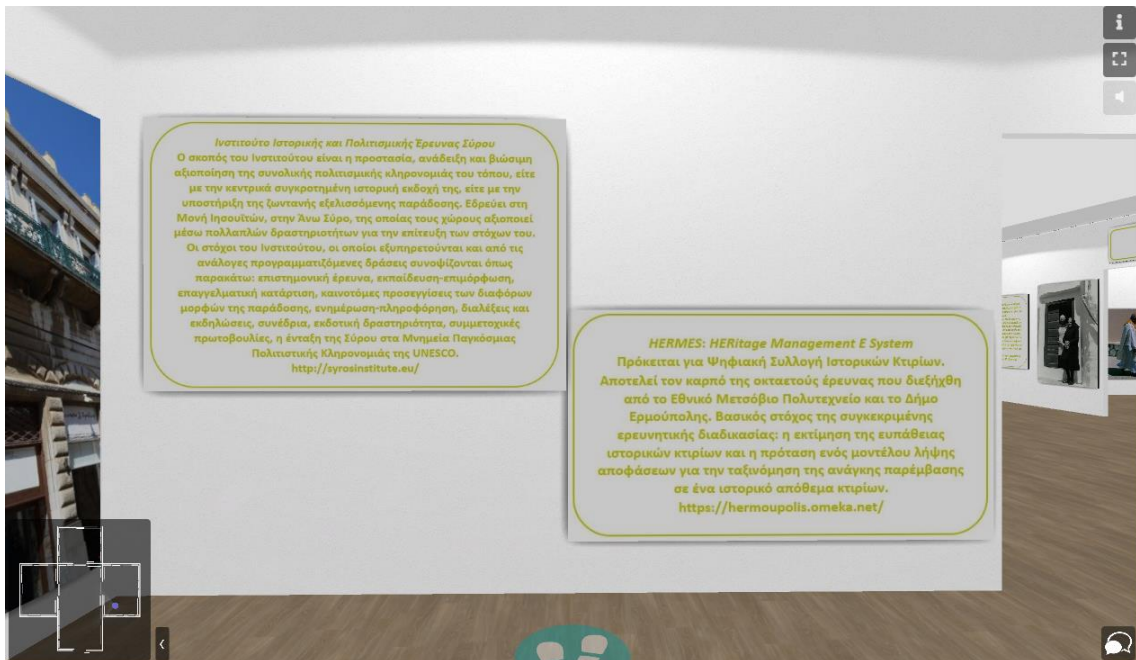 Ινστιτούτο Ιστορικής και Πολιτισμικής Έρευνας Σύρου
Ο σκοπός του Ινστιτούτου είναι η προστασία, ανάδειξη και βιώσιμη
αξιοποίηση της συνολικής πολιτισμικής κληρονομιάς του τόπου, είτε
με την κεντρικά συγκροτημένη ιστορική εκδοχή της, είτε με την
υποστήριξη της ζωντανής εξελισσόμενης παράδοσης. Εδρεύει στη
Μονή Ιησουϊτών, στην Άνω Σύρο, της οποίας τους χώρους αξιοποιεί
μέσω πολλαπλών δραστηριοτήτων για την επίτευξη των στόχων του.
Οι στόχοι του Ινστιτούτου, οι οποίοι εξυπηρετούνται και από τις
ανάλογες προγραμματιζόμενες δράσεις συνοψίζονται όπως
παρακάτω: επιστημονική έρευνα, εκπαίδευση-επιμόρφωση,
επαγγελματική κατάρτιση, καινοτόμες προσεγγίσεις των διαφόρων
μορφών της παράδοσης, ενημέρωση-πληροφόρηση, διαλέξεις και
εκδηλώσεις, συνέδρια, εκδοτική δραστηριότητα, συμμετοχικές
πρωτοβουλίες, η ένταξη της Σύρου στα Μνημεία Παγκόσμιας
Πολιτιστικής Κληρονομιάς της UNESCO.
http://syrosinstitute.eu/
HERMES: HERitage Management E System
Πρόκειται για Ψηφιακή Συλλογή Ιστορικών Κτιρίων.
Αποτελεί τον καρπό της οκταετούς έρευνας που διεξήχθη
από το Εθνικό Μετσόβιο Πολυτεχνείο και το Δήμο
Ερμούπολης. Βασικός στόχος της συγκεκριμένης
ερευνητικής διαδικασίας: η εκτίμηση της ευπάθειας
ιστορικών κτιρίων και η πρόταση ενός μοντέλου λήψης
αποφάσεων για την ταξινόμηση της ανάγκης παρέμβασης
σε ένα ιστορικό απόθεμα κτιρίων.
https://hermoupolis.omeka.net/